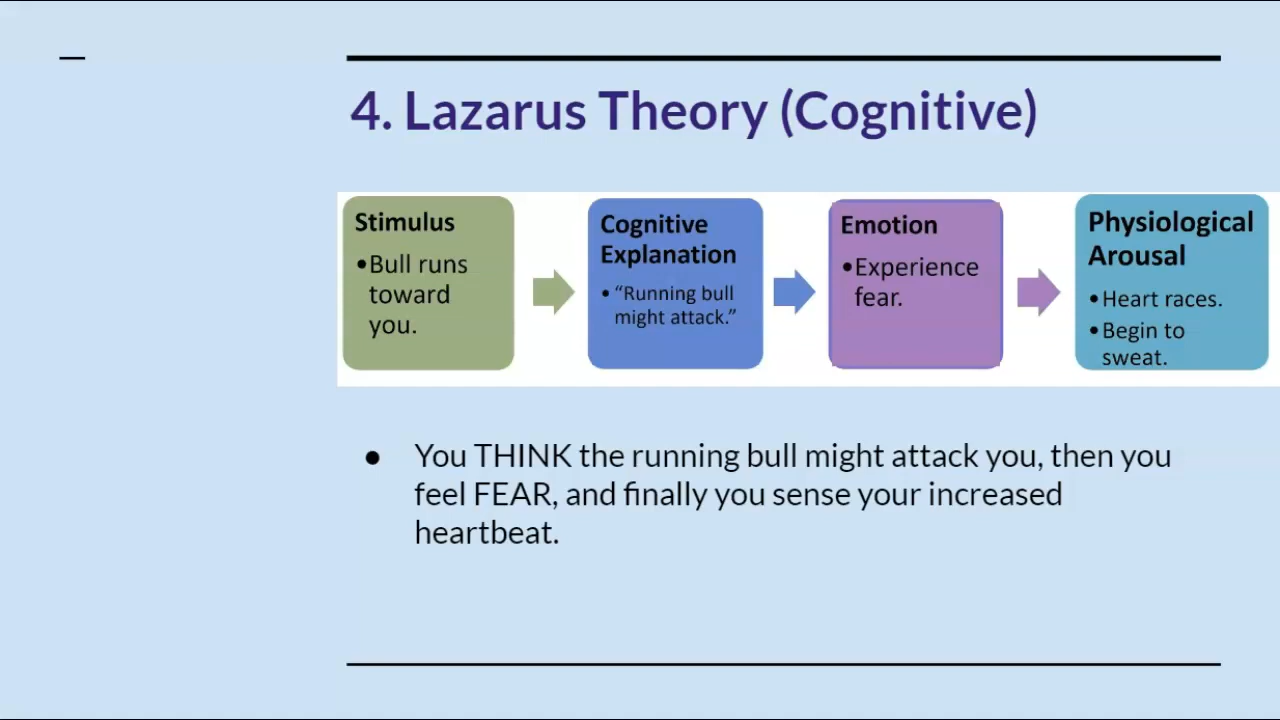 4. Lazarus Theory (Cognitive)
Stimulus
•Bull runs
toward
you.
Cognitive
Explanation
• “Running bull
might attack.”
Emotion
•Experience
fear.
Physiological
Arousal
•Heart races.
•Begin to
sweat.
● You THINK the running bull might attack you, then you
feel FEAR, and finally you sense your increased
heartbeat.